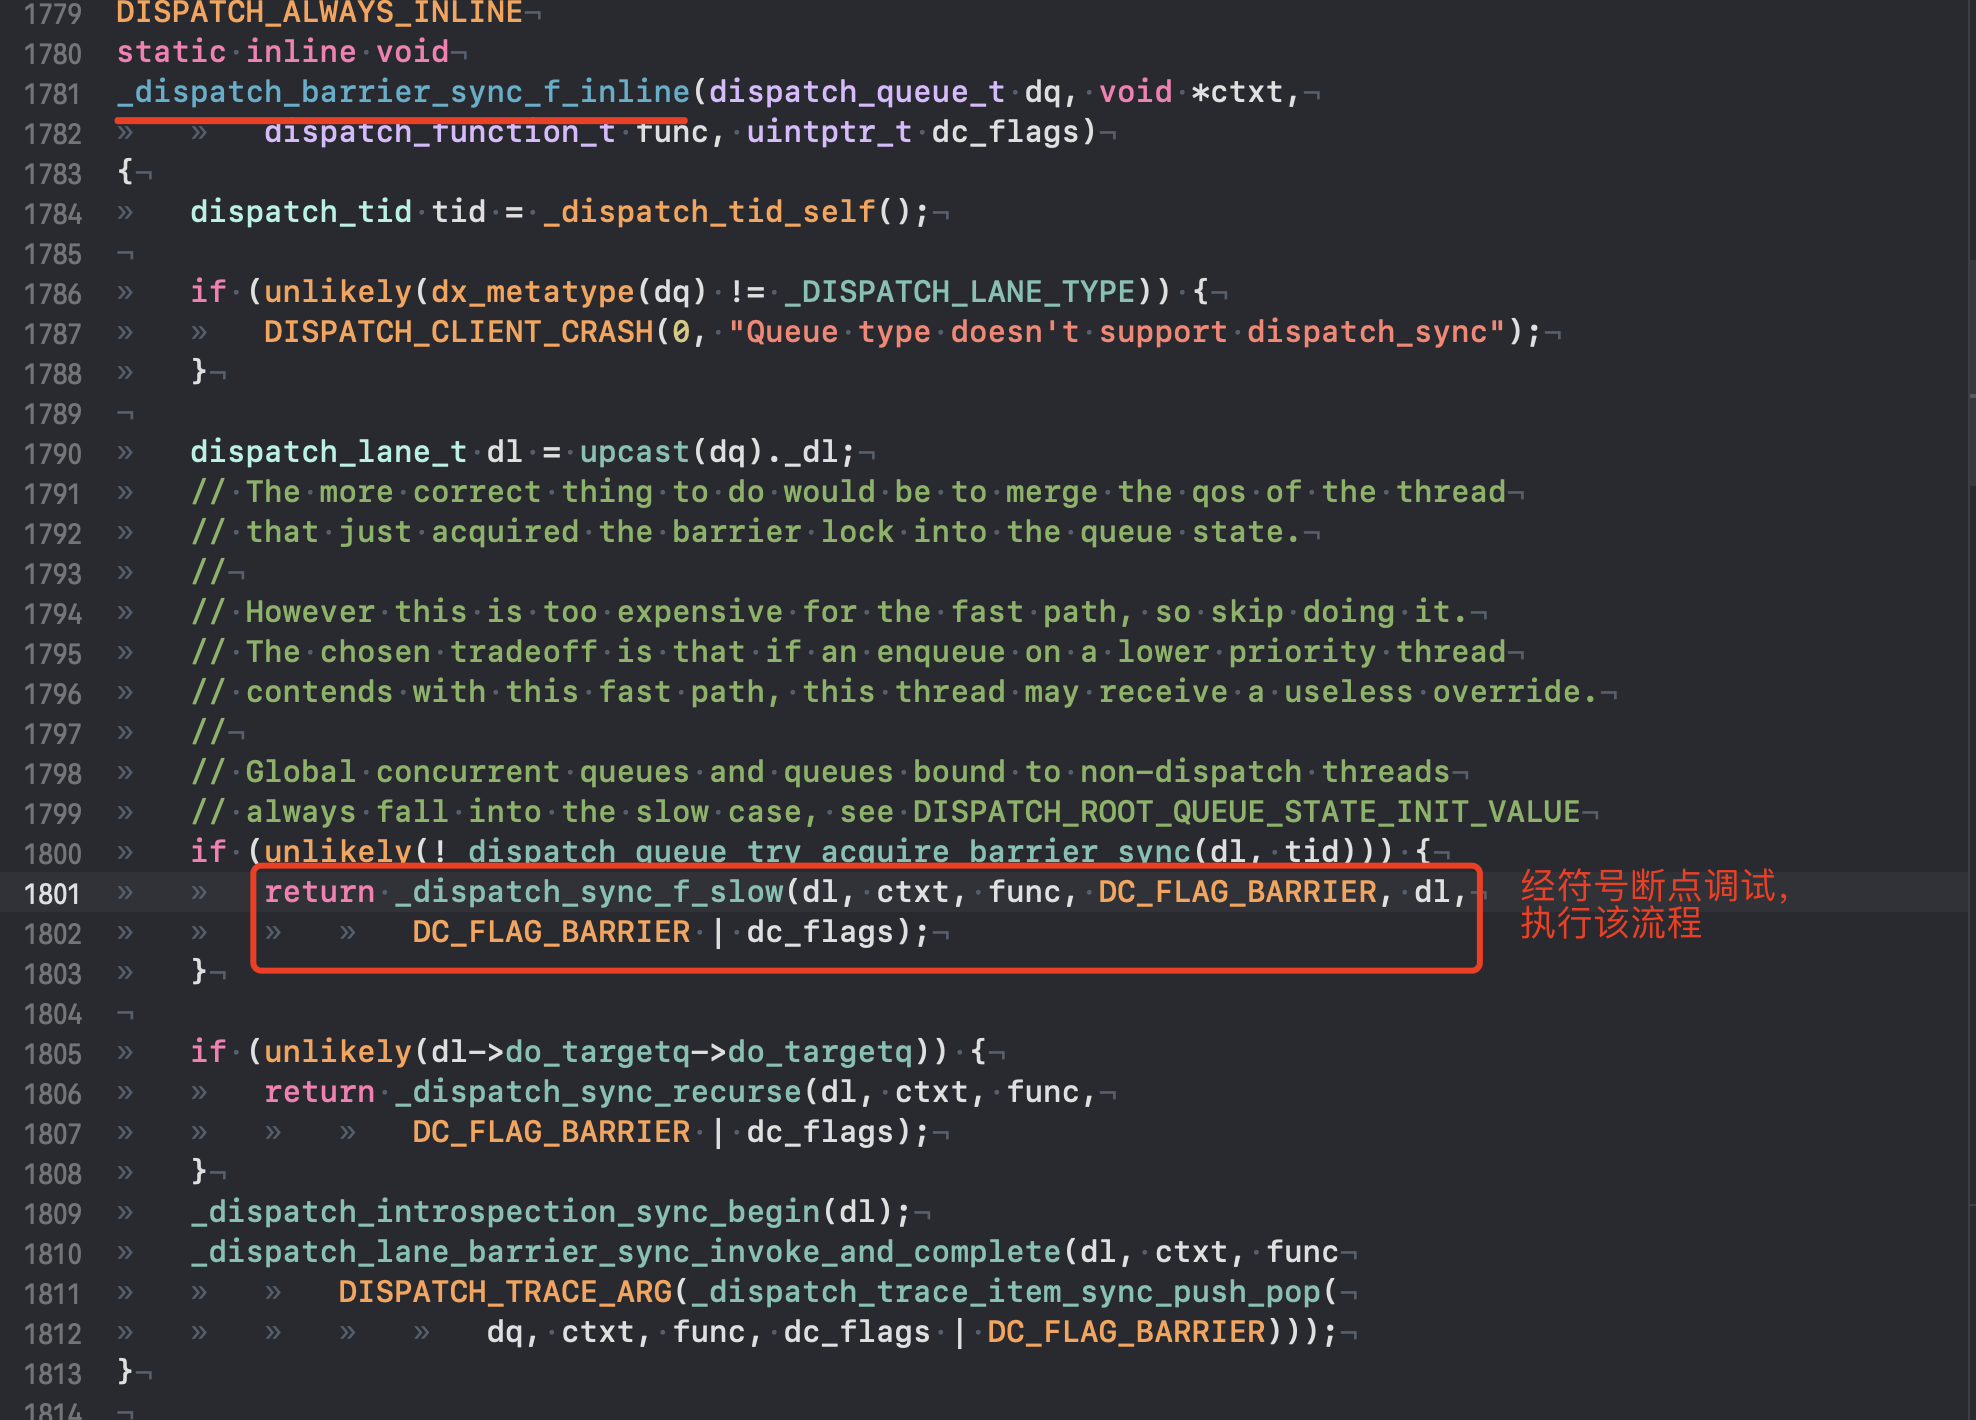 1779 DISPATCH_ALWAYS_INLINE¬
1780 static·inline·void¬
1781 _dispatch_barrier_sync_f_inline(dispatch_queue_t·dq,·void·*ctxt,¬
1782 » » dispatch_function_t·func,·uintptr_t·dc_flags)¬
1783 {¬
1784 » dispatch_tid·tid·=·_dispatch_tid_self();¬
1785 ¬
1786 » if·(unlikely(dx_metatype(dq)·!=·_DISPATCH_LANE_TYPE))·{¬
1787 » » DISPATCH_CLIENT_CRASH(0,·"Queue·type·doesn't·support·dispatch_sync");¬
1788 » }¬
1789 ¬
1790 » dispatch_lane_t·dl·=·upcast(dq)._dl;¬
1791 » //·The·more·correct·thing·to·do·would·be·to·merge·the·qos·of·the·thread¬
1792 » //·that·just·acquired·the·barrier·lock·into·the·queue·state.¬
1793 » //¬
1794 » //·However·this·is·too·expensive·for·the·fast·path,·so·skip·doing·it.¬
1795 » //·The·chosen·tradeoff·is·that·if·an·enqueue·on·a·lower·priority·thread¬
1796 » //·contends·with·this·fast·path,·this·thread·may·receive·a·useless·override.¬
1797 » //¬
1798 » //·Global·concurrent·queues·and·queues·bound·to·non-dispatch·threads¬
1799 » //·always·fall·into·the·slow·case,·see·DISPATCH_ROOT_QUEUE_STATE_INIT_VALUE¬
1800 » if·(unlikely(!_dispatch_queue_try_acquire_barrier_sync(dl,·tid)))·{¬
1801 » » return·_dispatch_sync_f_slow(dl,·ctxt,·func,·DC_FLAG_BARRIER,·dl,¬ 经符号断点调试，
1802 » » » » DC_FLAG_BARRIER·|·dc_flags);¬ 执行该流程
1803 » }¬
1804 ¬
1805 » if·(unlikely(dl->do_targetq->do_targetq))·{¬
1806 » » return·_dispatch_sync_recurse(dl,·ctxt,·func,¬
1807 » » » » DC_FLAG_BARRIER·|·dc_flags);¬
1808 » }¬
1809 » _dispatch_introspection_sync_begin(dl);¬
1810 » _dispatch_lane_barrier_sync_invoke_and_complete(dl,·ctxt,·func¬
1811 » » » DISPATCH_TRACE_ARG(_dispatch_trace_item_sync_push_pop(¬
1812 » » » » » dq,·ctxt,·func,·dc_flags·|·DC_FLAG_BARRIER)));¬
1813 }¬
1814 ¬